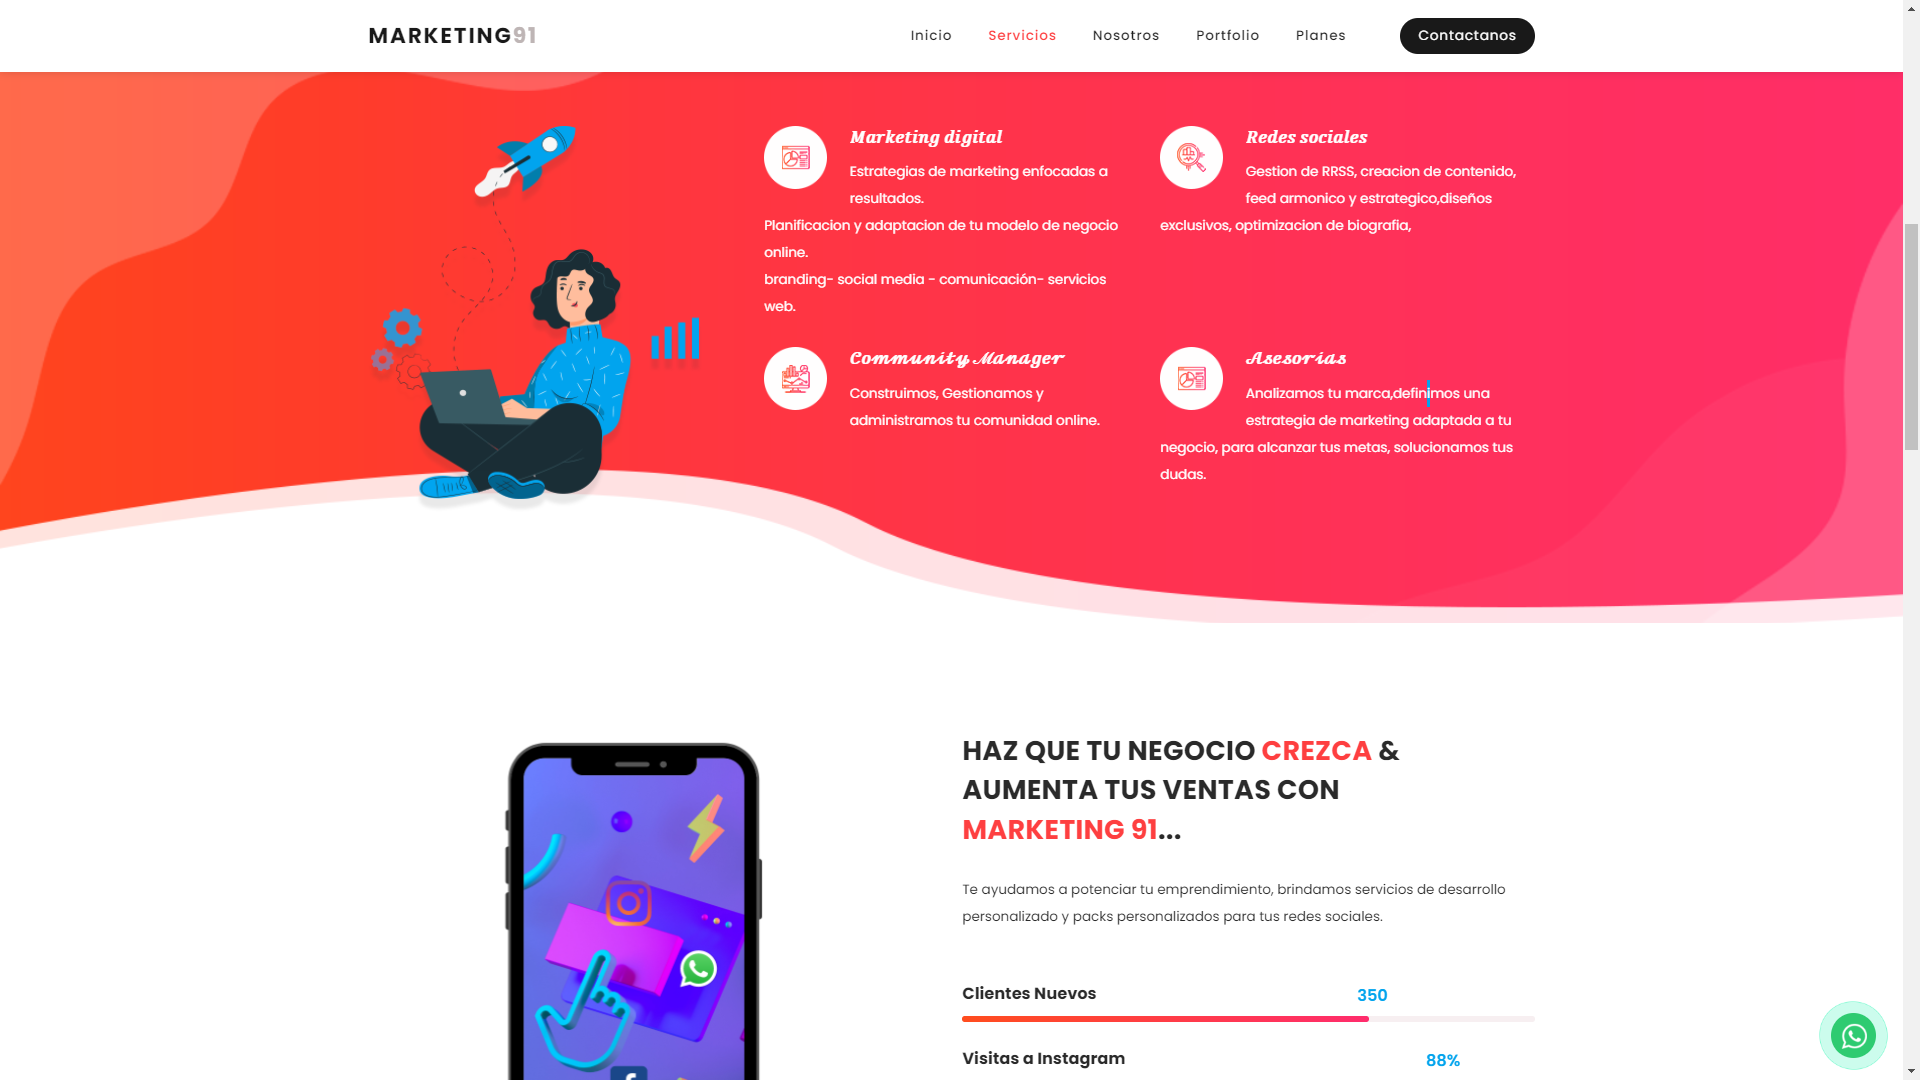 MARKETING91
Inicio
Servicios
Nosotros
Portfolio
Planes
Contactanos
Marketing digital
Estrategias de marketing enfocadas a
resultados.
Planificacion y adaptacion de tu modelo de negocio
online.
branding- social media - comunicación- servicios
web.
Redes sociales
Gestion de RRSS, creacion de contenido,
feed armonico y estrategico,diseños
exclusivos, optimizacion de biografia,
Community Manager
Construimos, Gestionamos y
administramos tu comunidad online.
Asesorias
Analizamos tu marca,definimos una
estrategia de marketing adaptada a tu
negocio, para alcanzar tus metas, solucionamos tus
dudas.
HAZ QUE TU NEGOCIO CREZCA &
AUMENTA TUS VENTAS CON
MARKETING 91...
Te ayudamos a potenciar tu emprendimiento, brindamos servicios de desarrollo
personalizado y packs personalizados para tus redes sociales.
Clientes Nuevos 350
Visitas a Instagram 88%